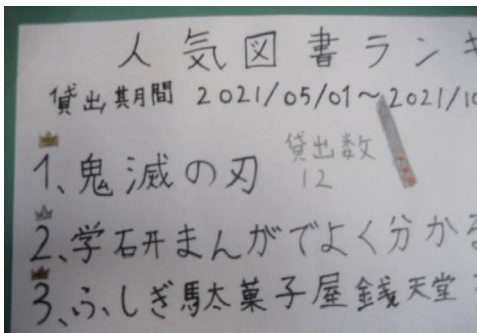 人気図書ランキ
貸出期間 2021/05/01～2021/10
1、鬼滅の刃 貸出数
12
2、学研まんがでよく分かる
3、ふしぎ駄菓子屋銭天堂